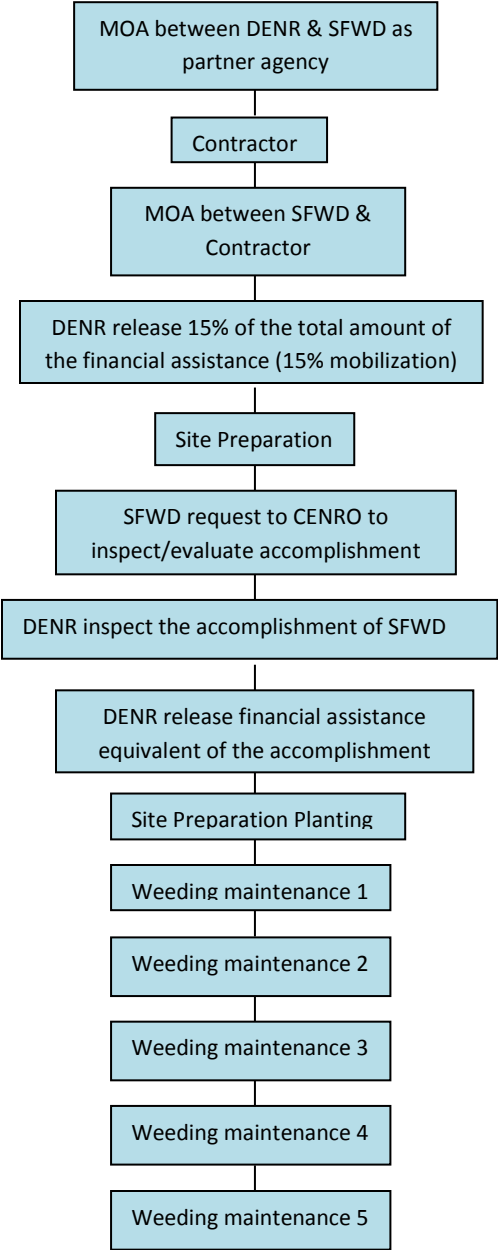 MOA between DENR & SFWD as
partner agency
Contractor
MOA between SFWD &
Contractor
DENR release 15% of the total amount of
the financial assistance (15% mobilization)
Site Preparation
SFWD request to CENRO to
inspect/evaluate accomplishment
DENR inspect the accomplishment of SFWD
DENR release financial assistance
equivalent of the accomplishment
Site Preparation Planting
Weeding maintenance 1
Weeding maintenance 2
Weeding maintenance 3
Weeding maintenance 4
Weeding maintenance 5